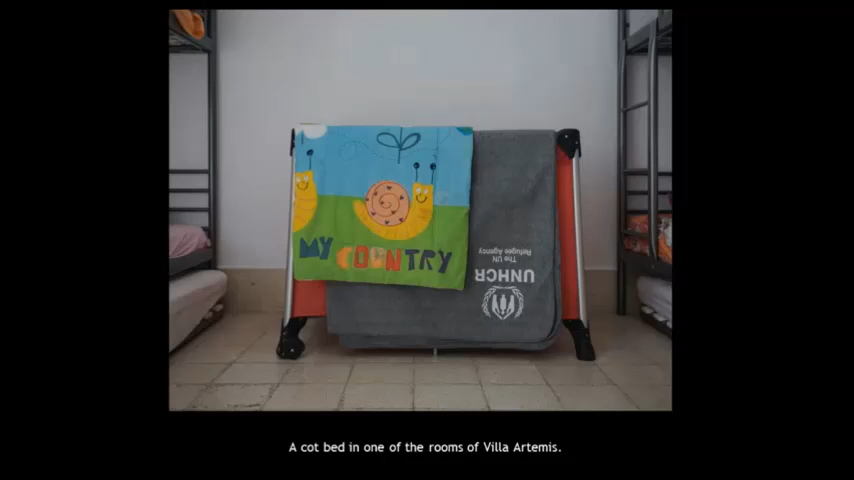 MY COUNTRY
UNHCR
The UN
Refugee Agency
A cot bed in one of the rooms of Villa Artemis.